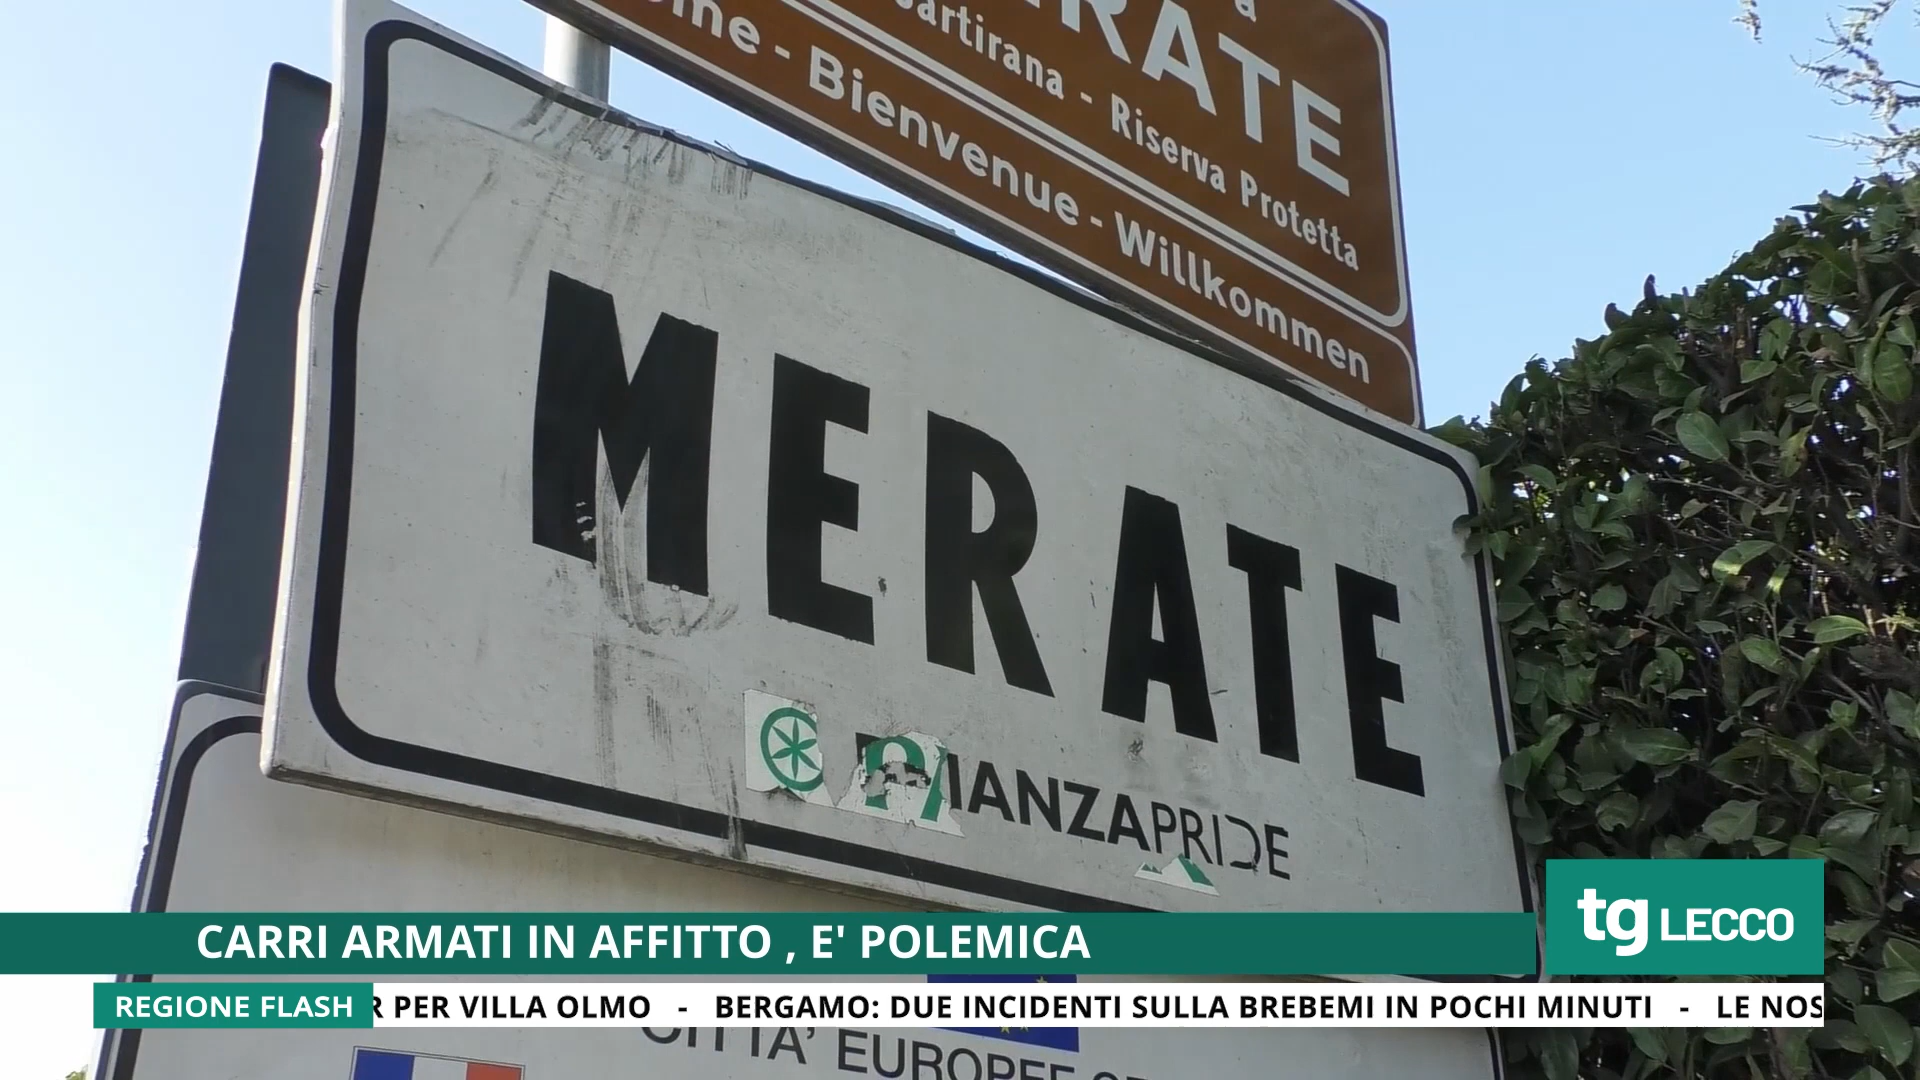 RATE
artirana - Riserva Protetta
- Bienvenue - Willkommen
MERATE
IANZAPRIDE
tg LECCO
CARRI ARMATI IN AFFITTO , E' POLEMICA
REGIONE FLASH
R PER VILLA OLMO - BERGAMO: DUE INCIDENTI SULLA BREBEMI IN POCHI MINUTI - LE NOS
CITTA' EUROPEE